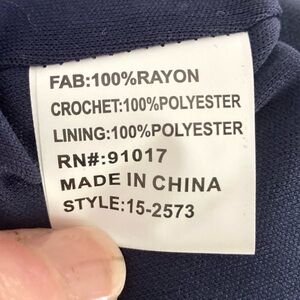 FAB:100%RAYON
CROCHET:100%POLYESTER
LINING:100%POLYESTER
RN#:91017
MADE IN CHINA
STYLE:15-2573